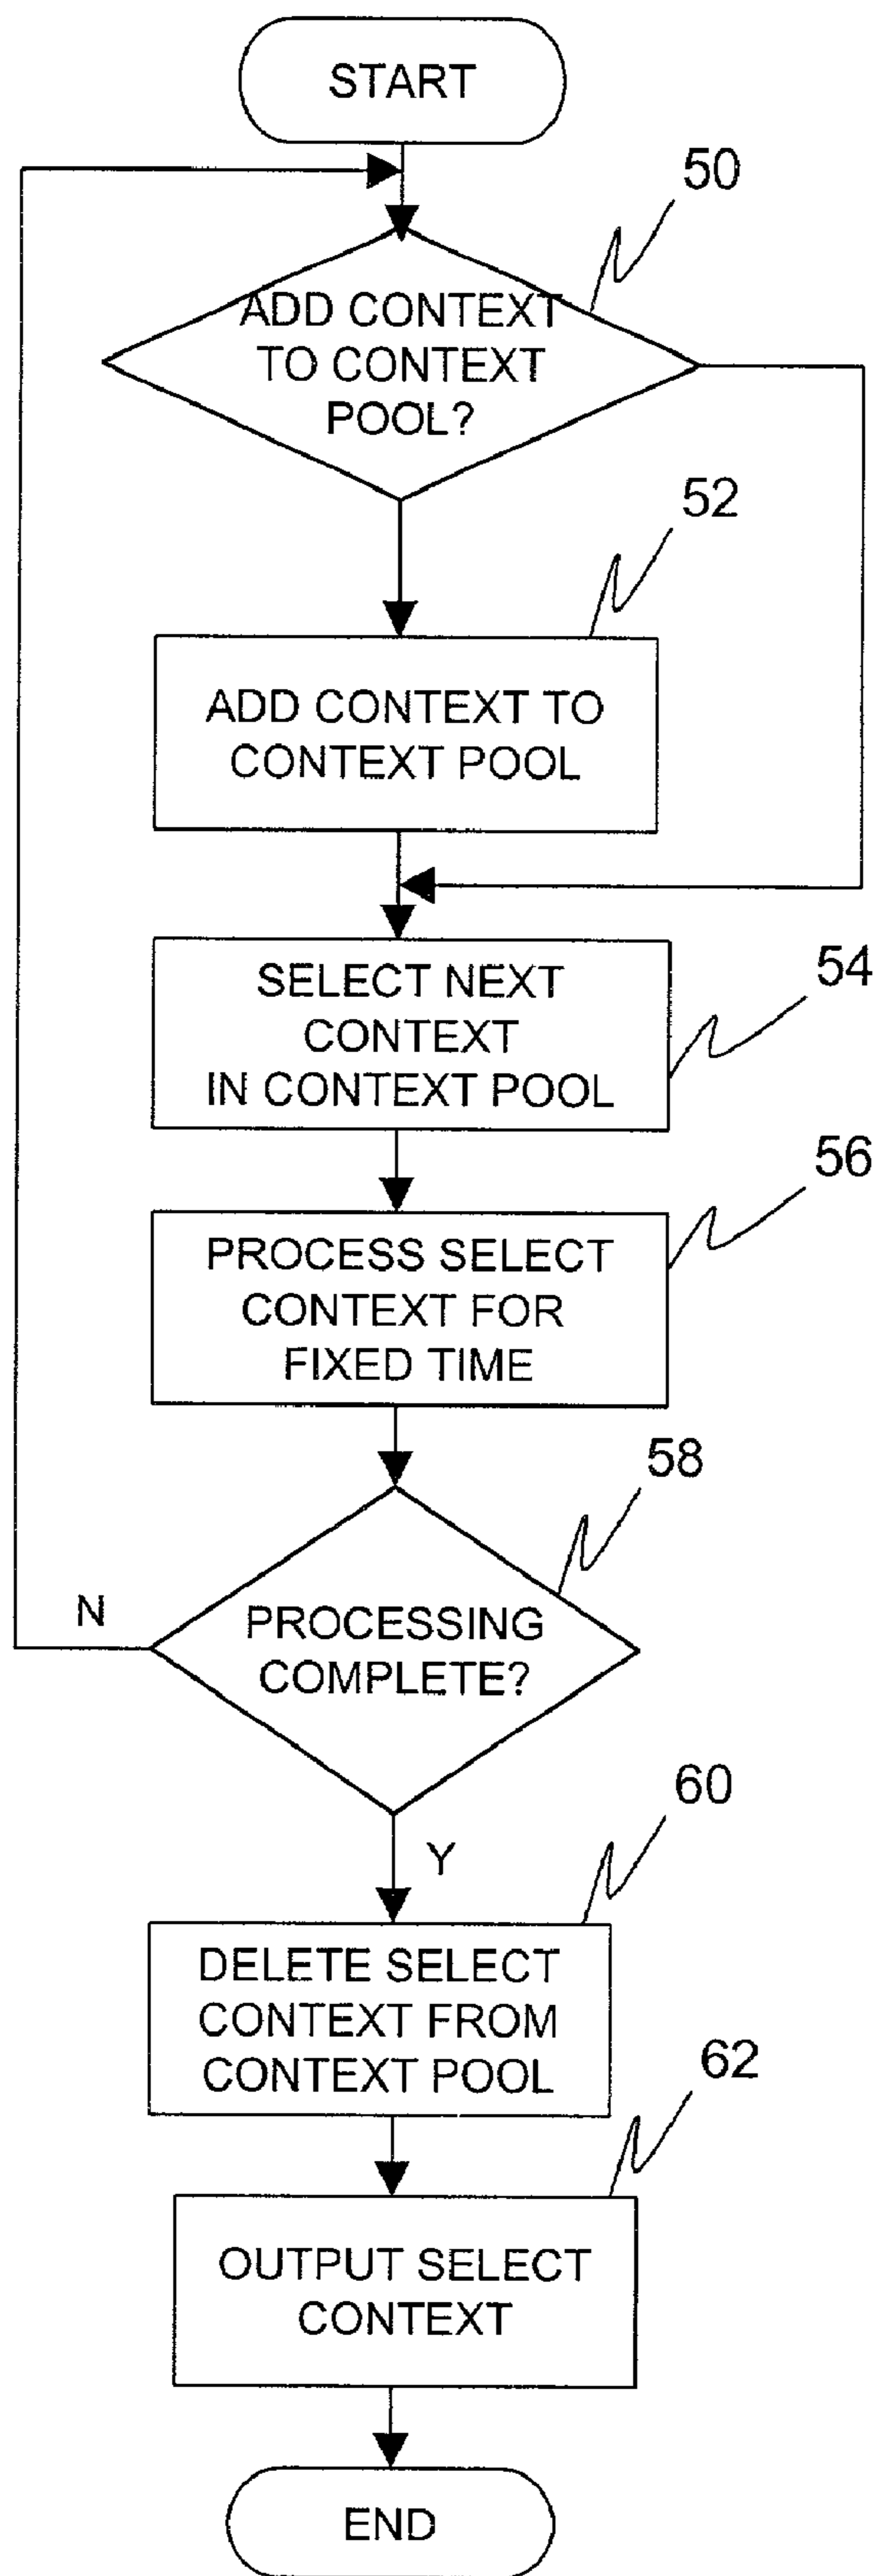 START
50
ADD CONTEXT
TO CONTEXT
POOL?
52
ADD CONTEXT TO
CONTEXT POOL
SELECT NEXT
CONTEXT
IN CONTEXT POOL
54
PROCESS SELECT
CONTEXT FOR
FIXED TIME
56
58
PROCESSING
COMPLETE?
N
Y
60
DELETE SELECT
CONTEXT FROM
CONTEXT POOL
62
OUTPUT SELECT
CONTEXT
END